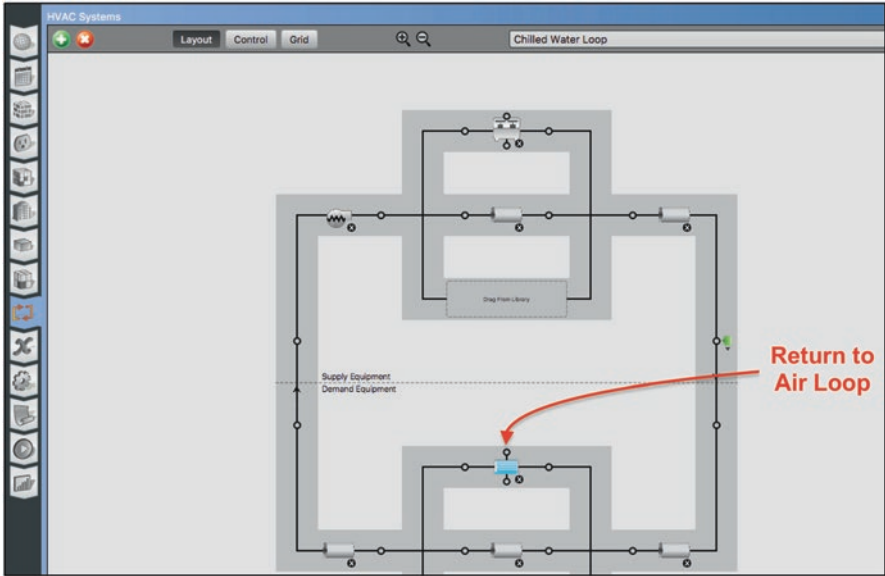 HVAC Systems
Layout Control Grid Chilled Water Loop
Drag From Library
Supply Equipment
Demand Equipment
Return to
Air Loop